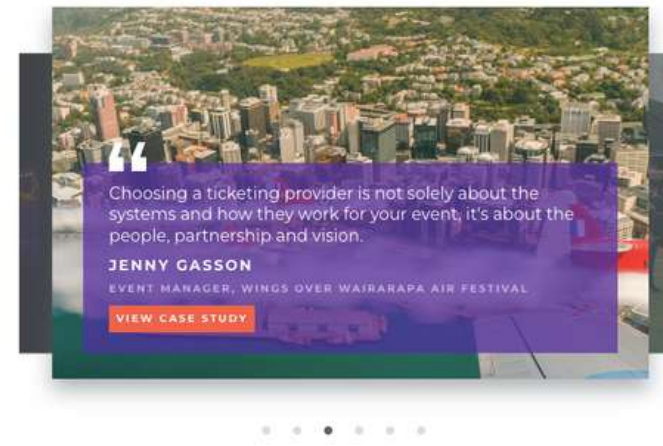 “
Choosing a ticketing provider is not solely about the
systems and how they work for your event, it's about the
people, partnership and vision.
JENNY GASSON
EVENT MANAGER, WINGS OVER WAIRARAPA AIR FESTIVAL
VIEW CASE STUDY